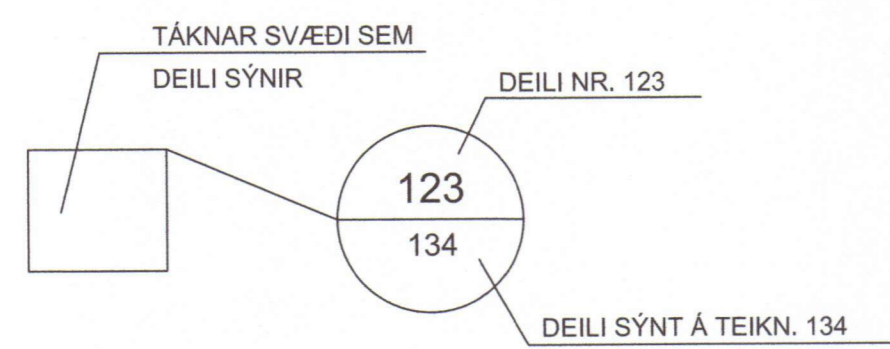 TÁKNAR SVÆÐI SEM
DEILI SÝNIR
DEILI NR. 123
123
134
DEILI SÝNT Á TEIKN. 134